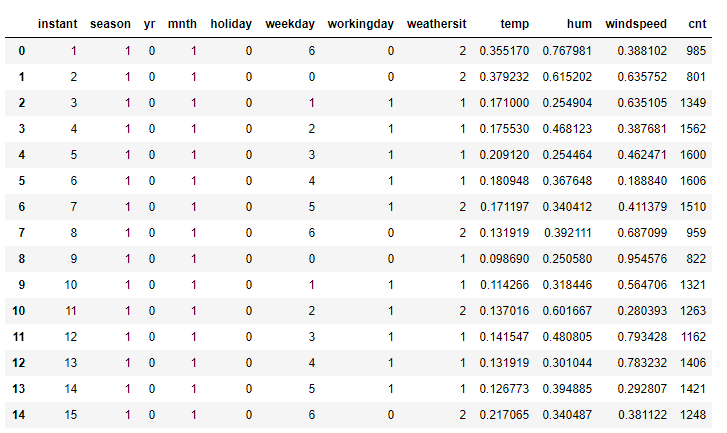 instant season yr mnth holiday weekday workingday weathersit temp hum windspeed cnt
0 1 1 0 1 0 6 0 2 0.355170 0.767981 0.388102 985
1 2 1 0 1 0 0 0 2 0.379232 0.615202 0.635752 801
2 3 1 0 1 0 1 1 1 0.171000 0.254904 0.635105 1349
3 4 1 0 1 0 2 1 1 0.175530 0.468123 0.387681 1562
4 5 1 0 1 0 3 1 1 0.209120 0.254464 0.462471 1600
5 6 1 0 1 0 4 1 1 0.180948 0.367648 0.188840 1606
6 7 1 0 1 0 5 1 2 0.171197 0.340412 0.411379 1510
7 8 1 0 1 0 6 0 2 0.131919 0.392111 0.687099 959
8 9 1 0 1 0 0 0 1 0.098690 0.250580 0.954576 822
9 10 1 0 1 0 1 1 1 0.114266 0.318446 0.564706 1321
10 11 1 0 1 0 2 1 2 0.137016 0.601667 0.280393 1263
11 12 1 0 1 0 3 1 1 0.141547 0.480805 0.793428 1162
12 13 1 0 1 0 4 1 1 0.131919 0.301044 0.783232 1406
13 14 1 0 1 0 5 1 1 0.126773 0.394885 0.292807 1421
14 15 1 0 1 0 6 0 2 0.217065 0.340487 0.381122 1248